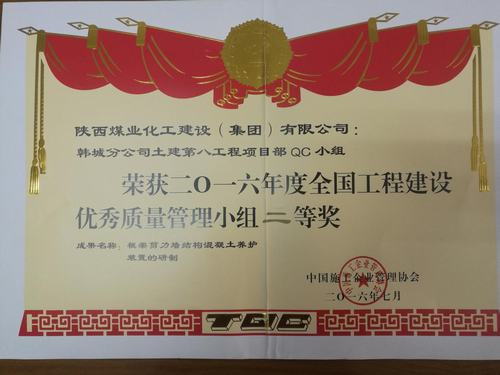 陕西煤业化工建设（集团）有限公司：
韩城分公司土建第八工程项目部QC小组
荣获二〇一六年度全国工程建设
优秀质量管理小组二等奖
成果名称：框架剪力墙结构混凝土养护
装置的研制
中国施工企业管理协会
二〇一六年七月
TQC